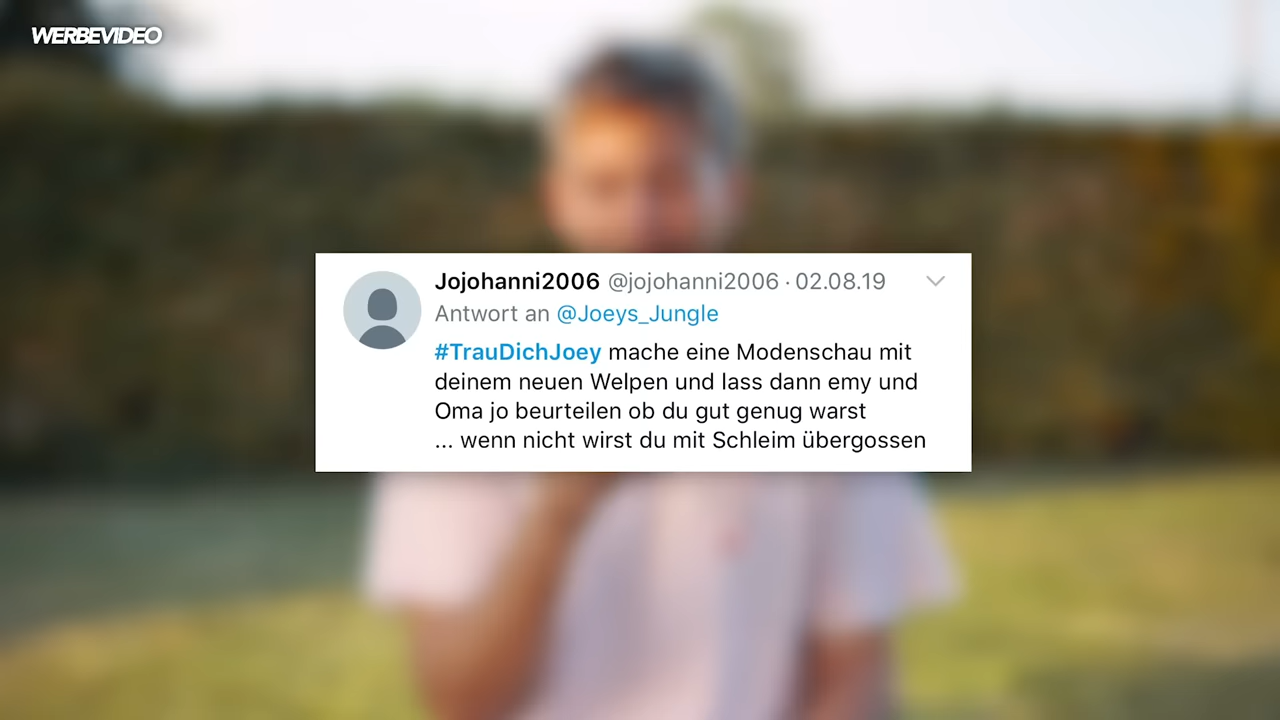 WERBEVIDEO
Jojohanni2006 @jojohanni2006 · 02.08.19
Antwort an @Joeys_Jungle
#TrauDichJoey mache eine Modenschau mit
deinem neuen Welpen und lass dann emy und
Oma jo beurteilen ob du gut genug warst
... wenn nicht wirst du mit Schleim übergossen